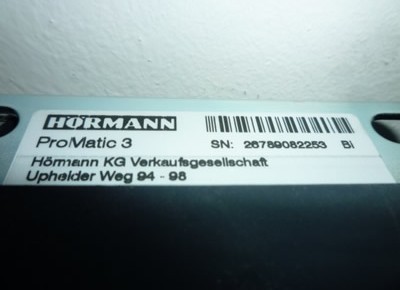 HÖRMANN
ProMatic 3 SN: 26789082253 BI
Hörmann KG Verkaufsgesellschaft
Upheider Weg 94 - 98